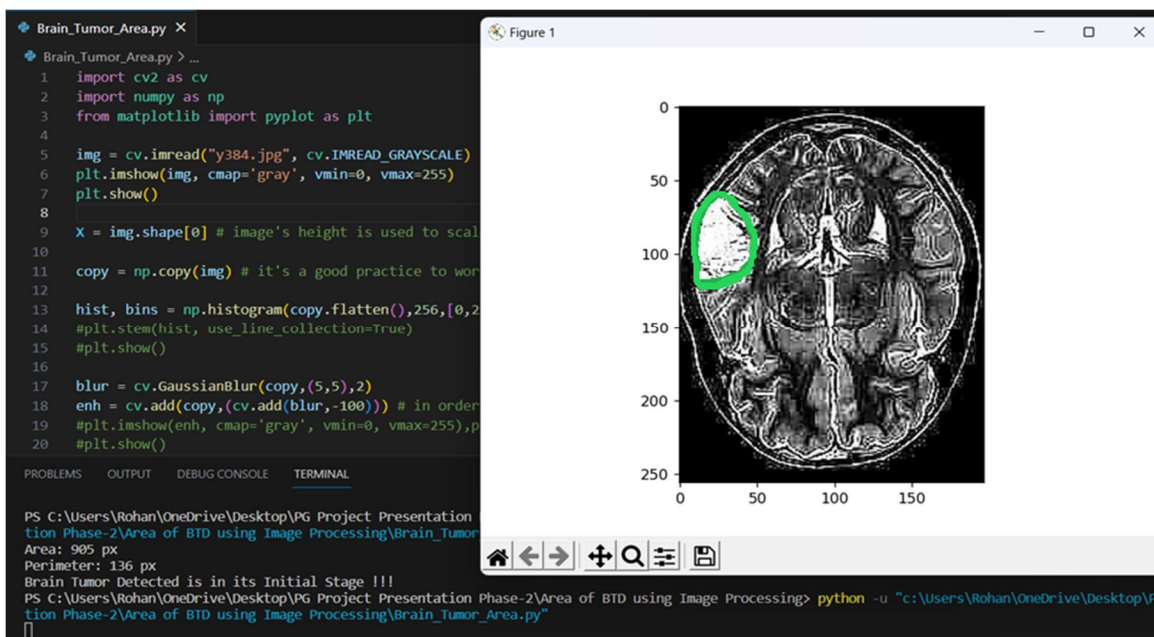 Brain_Tumor_Area.py
Brain_Tumor_Area.py > ...
1 import cv2 as cv
2 import numpy as np
3 from matplotlib import pyplot as plt
4
5 img = cv.imread("y384.jpg", cv.IMREAD_GRAYSCALE)
6 plt.imshow(img, cmap='gray', vmin=0, vmax=255)
7 plt.show()
8
9 X = img.shape[0] # image's height is used to scal
10
11 copy = np.copy(img) # it's a good practice to wor
12
13 hist, bins = np.histogram(copy.flatten(),256,[0,2
14 #plt.stem(hist, use_line_collection=True)
15 #plt.show()
16
17 blur = cv.GaussianBlur(copy,(5,5),2)
18 enh = cv.add(copy,(cv.add(blur,-100))) # in order
19 #plt.imshow(enh, cmap='gray', vmin=0, vmax=255),p
20 #plt.show()
Figure 1
0
50
100
150
200
250
0 50 100 150
PROBLEMS OUTPUT DEBUG CONSOLE TERMINAL
PS C:\Users\Rohan\OneDrive\Desktop\PG Project Presentation
tion Phase-2\Area of BTD using Image Processing\Brain_Tumor
Area: 905 px
Perimeter: 136 px
Brain Tumor Detected is in its Initial Stage !!!
PS C:\Users\Rohan\OneDrive\Desktop\PG Project Presentation Phase-2\Area of BTD using Image Processing> python -u "c:\Users\Rohan\OneDrive\Desktop\P
tion Phase-2\Area of BTD using Image Processing\Brain_Tumor_Area.py"